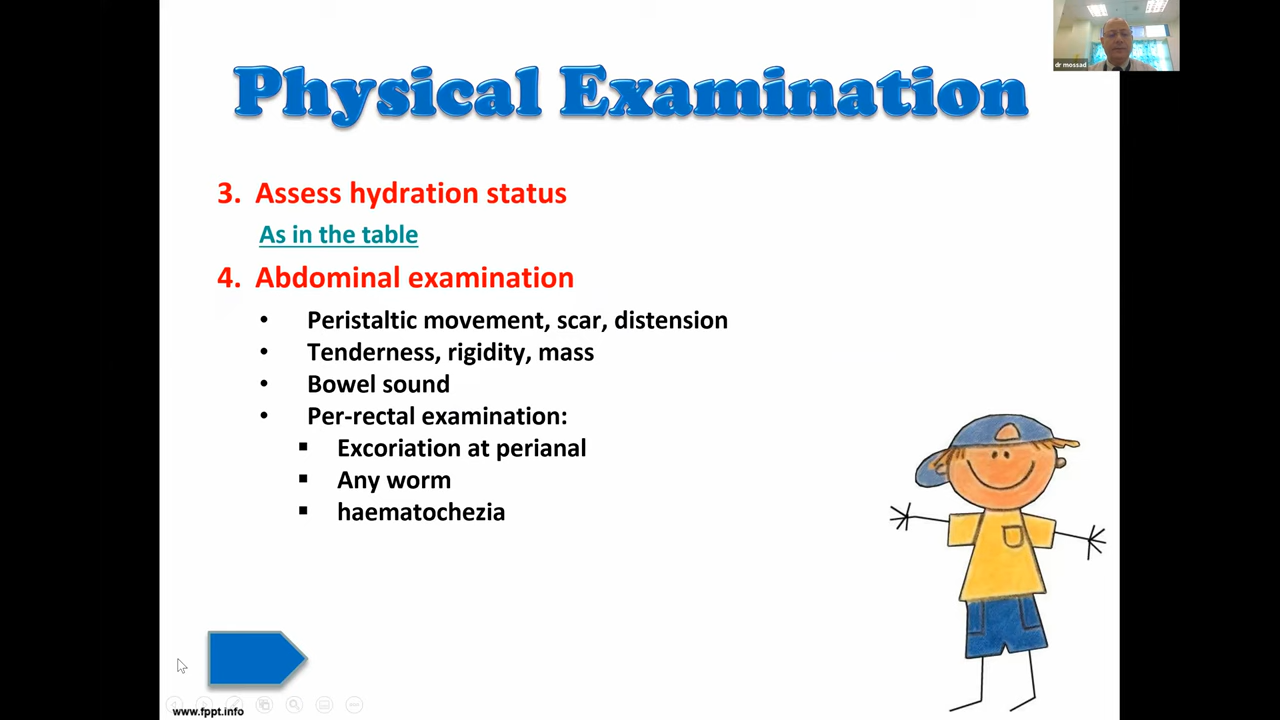 dr mossad
Physical Examination
3. Assess hydration status
As in the table
4. Abdominal examination
• Peristaltic movement, scar, distension
• Tenderness, rigidity, mass
• Bowel sound
• Per-rectal examination:
▪ Excoriation at perianal
▪ Any worm
▪ haematochezia
www.fppt.info